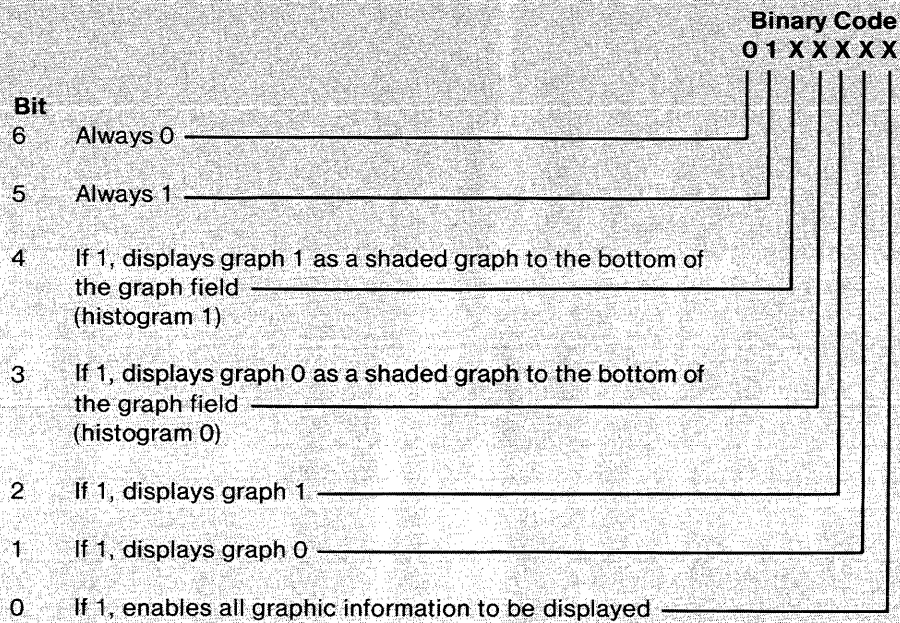 Binary Code
0 1 X X X X X
Bit
6 Always 0
5 Always 1
4 If 1, displays graph 1 as a shaded graph to the bottom of
the graph field
(histogram 1)
3 If 1, displays graph 0 as a shaded graph to the bottom of
the graph field
(histogram 0)
2 If 1, displays graph 1
1 If 1, displays graph 0
0 If 1, enables all graphic information to be displayed